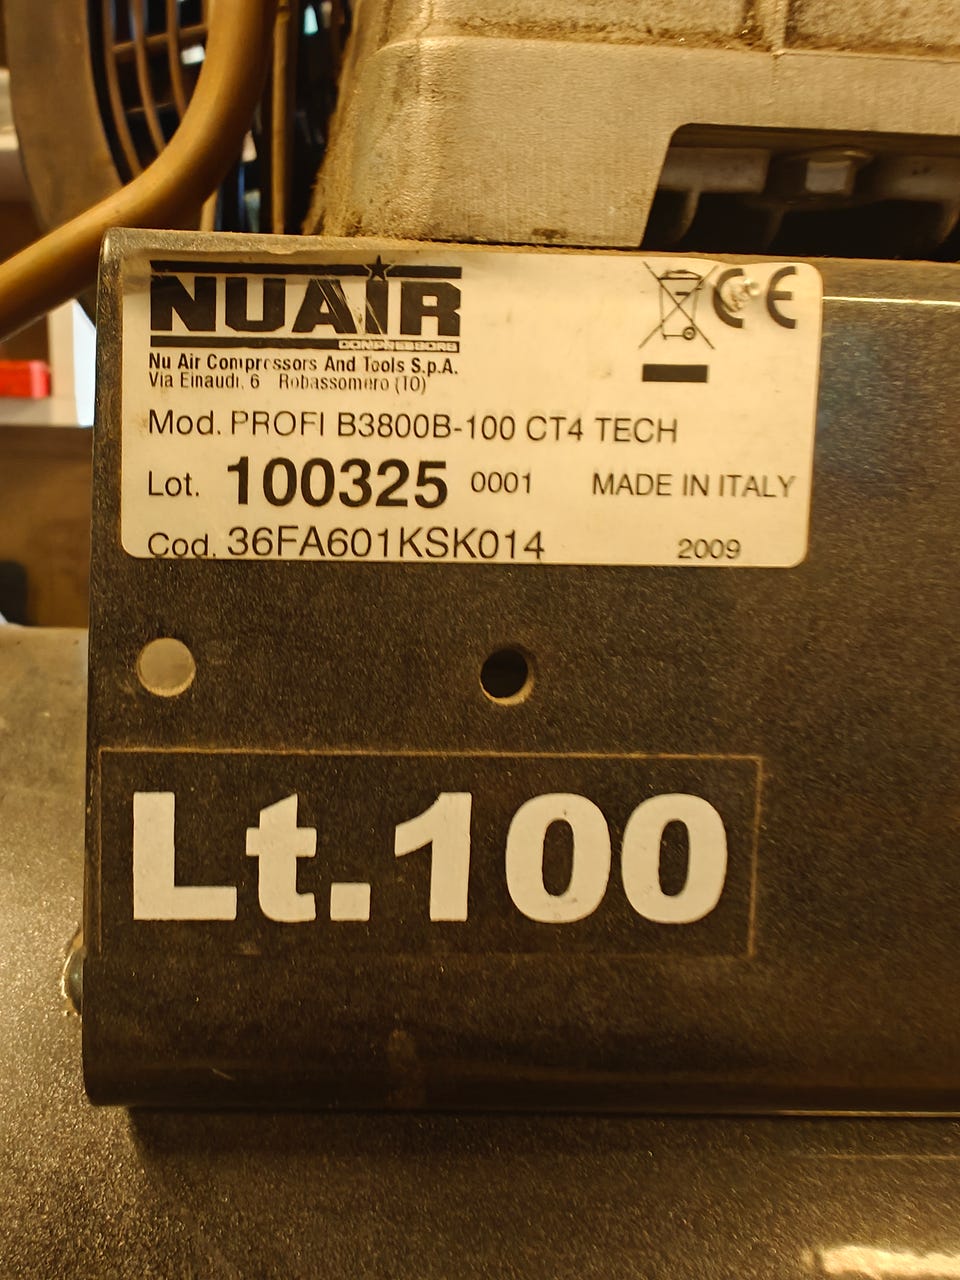 NUAIR
COMPRESSORS
CE
Nu Air Compressors And Tools S.p.A.
Via Einaudi, 6 Robassomero (TO)
Mod. PROFI B3800B-100 CT4 TECH
Lot. 100325 0001 MADE IN ITALY
Cod. 36FA601KSK014 2009
Lt.100